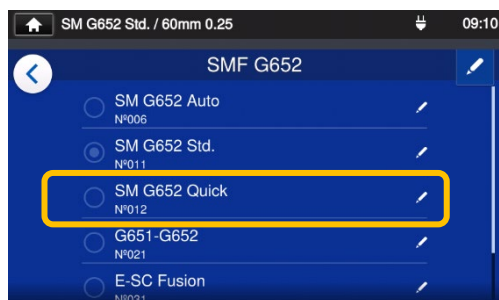 SM G652 Std. / 60mm 0.25 09:10
SMF G652
SM G652 Auto
Nº006
SM G652 Std.
Nº011
SM G652 Quick
Nº012
G651-G652
Nº021
E-SC Fusion
Nº031